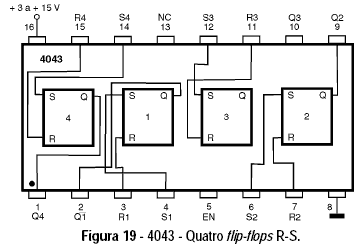 + 3 a + 15 V
R4 S4 NC S3 R3 Q3 Q2
16 15 14 13 12 11 10 9
4043
S Q S Q S Q S Q
4 1 3 2
R R R R
1 2 3 4 5 6 7 8
Q4 Q1 R1 S1 EN S2 R2
Figura 19 - 4043 - Quatro flip-flops R-S.